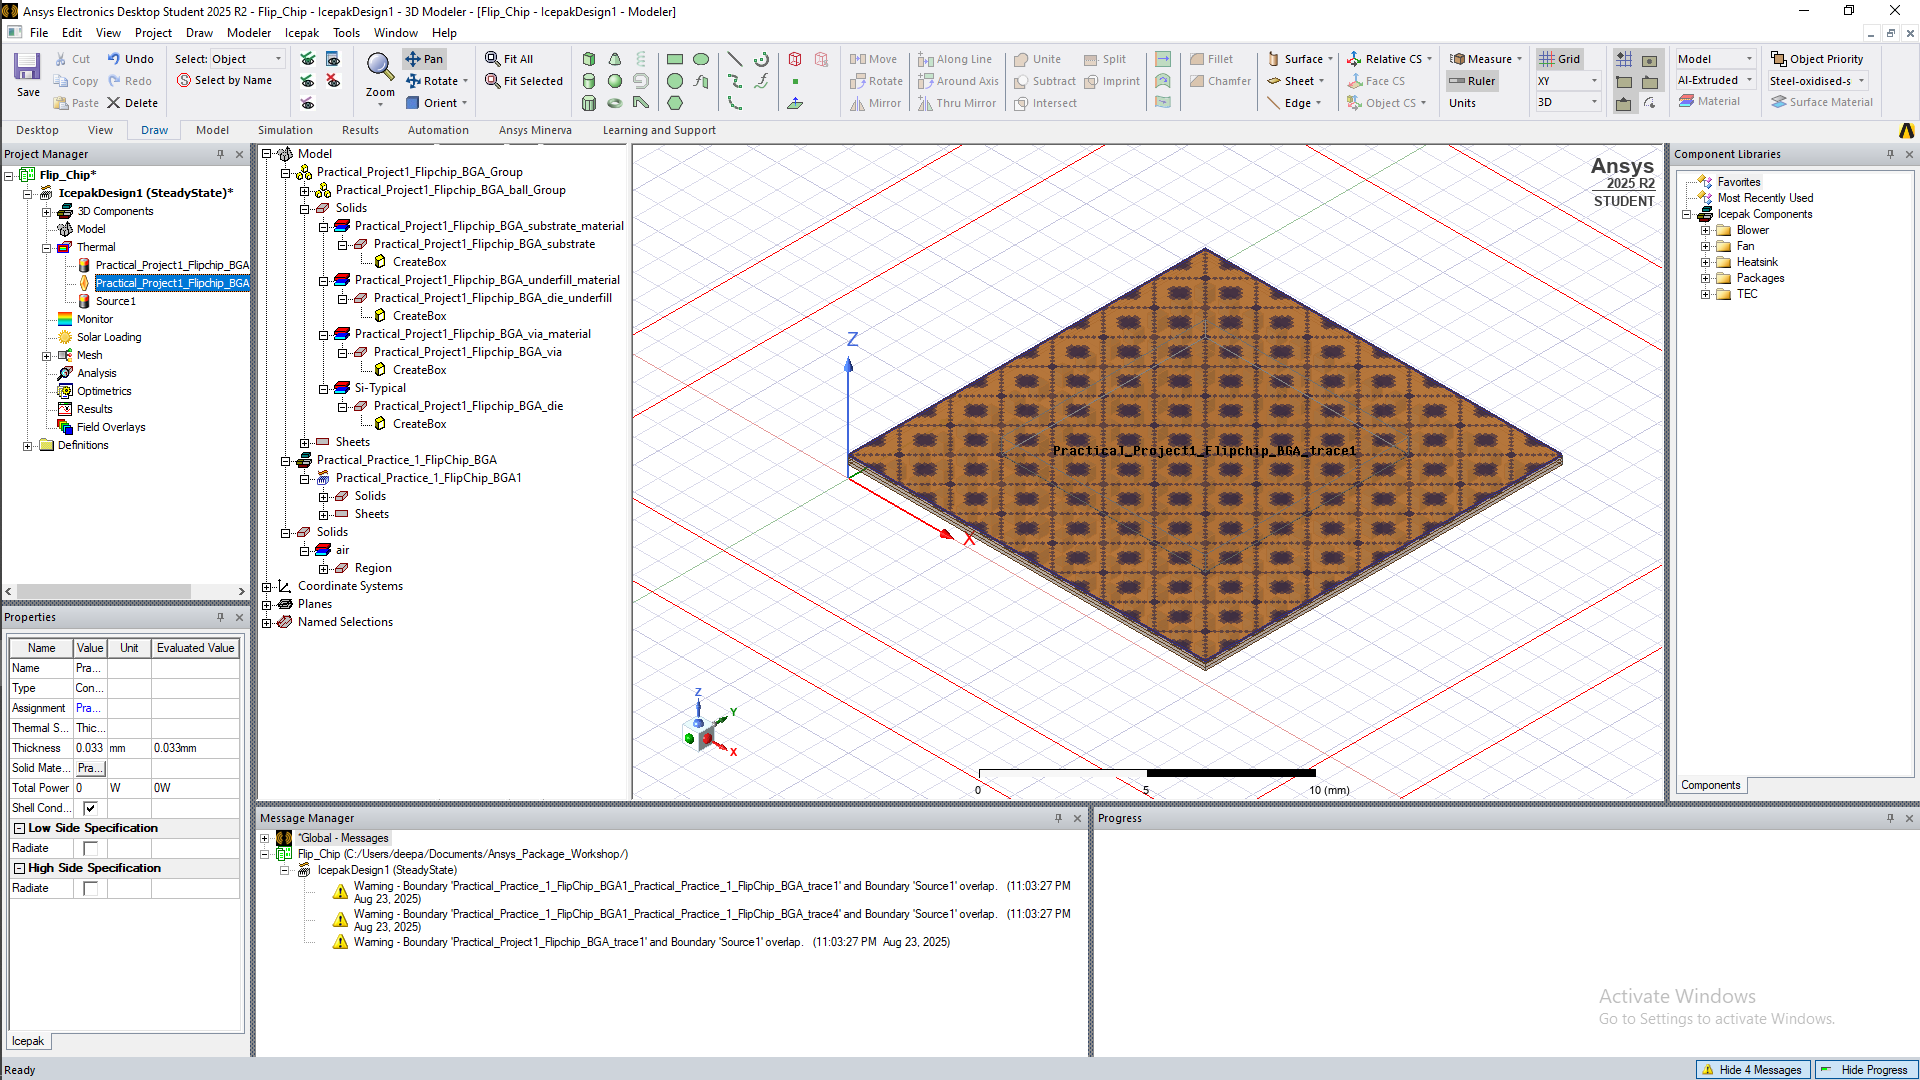 Ansys Electronics Desktop Student 2025 R2 - Flip_Chip - IcepakDesign1 - 3D Modeler - [Flip_Chip - IcepakDesign1 - Modeler]
File Edit View Project Draw Modeler Icepak Tools Window Help
Save
Cut
Copy
Paste
Undo
Redo
Delete
Select: Object
Select by Name
Zoom
Pan
Rotate
Orient
Fit All
Fit Selected
Move
Rotate
Mirror
Along Line
Around Axis
Thru Mirror
Unite
Subtract
Intersect
Split
Imprint
Fillet
Chamfer
Surface
Sheet
Edge
Relative CS
Face CS
Object CS
Measure
Ruler
Units
Grid
XY
3D
Model
Al-Extruded
Material
Object Priority
Steel-oxidised-s
Surface Material
Desktop View Draw Model Simulation Results Automation Ansys Minerva Learning and Support
Project Manager
Flip_Chip*
IcepakDesign1 (SteadyState)*
3D Components
Model
Thermal
Practical_Project1_Flipchip_BGA
Practical_Project1_Flipchip_BGA
Source1
Monitor
Solar Loading
Mesh
Analysis
Optimetrics
Results
Field Overlays
Definitions
Properties
Name Value Unit Evaluated Value
Name Pra...
Type Con...
Assignment Pra...
Thermal S... Thic...
Thickness 0.033 mm 0.033mm
Solid Mate... Pra...
Total Power 0 W 0W
Shell Cond...
Low Side Specification
Radiate
High Side Specification
Radiate
Icepak
Model
Practical_Project1_Flipchip_BGA_Group
Practical_Project1_Flipchip_BGA_ball_Group
Solids
Practical_Project1_Flipchip_BGA_substrate_material
Practical_Project1_Flipchip_BGA_substrate
CreateBox
Practical_Project1_Flipchip_BGA_underfill_material
Practical_Project1_Flipchip_BGA_die_underfill
CreateBox
Practical_Project1_Flipchip_BGA_via_material
Practical_Project1_Flipchip_BGA_via
CreateBox
Si-Typical
Practical_Project1_Flipchip_BGA_die
CreateBox
Sheets
Practical_Practice_1_FlipChip_BGA
Practical_Practice_1_FlipChip_BGA1
Solids
Sheets
Solids
air
Region
Coordinate Systems
Planes
Named Selections
Ansys
2025 R2
STUDENT
Z
X
Practical_Project1_Flipchip_BGA_trace1
Z
Y
X
0 5 10 (mm)
Component Libraries
Favorites
Most Recently Used
Icepak Components
Blower
Fan
Heatsink
Packages
TEC
Components
Message Manager
*Global - Messages
Flip_Chip (C:/Users/deepa/Documents/Ansys_Package_Workshop/)
IcepakDesign1 (SteadyState)
Warning - Boundary 'Practical_Practice_1_FlipChip_BGA1_Practical_Practice_1_FlipChip_BGA_trace1' and Boundary 'Source1' overlap. (11:03:27 PM
Aug 23, 2025)
Warning - Boundary 'Practical_Practice_1_FlipChip_BGA1_Practical_Practice_1_FlipChip_BGA_trace4' and Boundary 'Source1' overlap. (11:03:27 PM
Aug 23, 2025)
Warning - Boundary 'Practical_Project1_Flipchip_BGA_trace1' and Boundary 'Source1' overlap. (11:03:27 PM Aug 23, 2025)
Progress
Activate Windows
Go to Settings to activate Windows.
Ready
Hide 4 Messages
Hide Progress